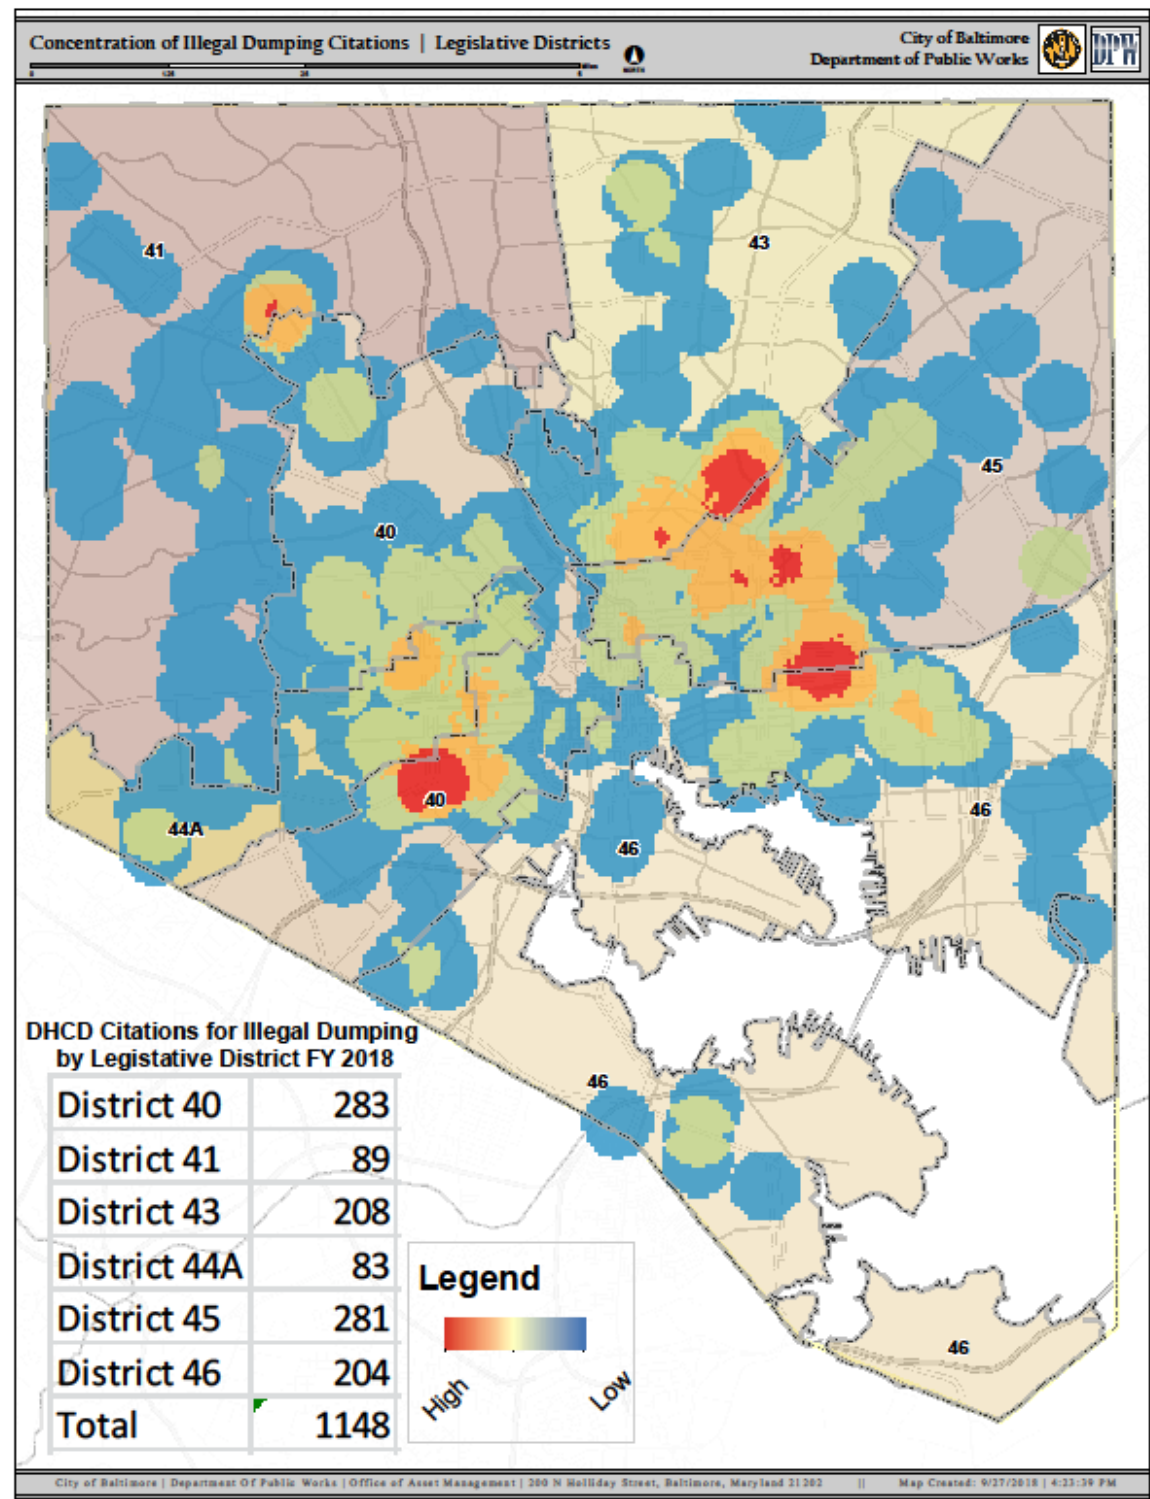 Concentration of Illegal Dumping Citations | Legislative Districts
City of Baltimore
Department of Public Works
DPW
NORTH
41
43
45
40
40
44A
46
46
46
46
DHCD Citations for Illegal Dumping
by Legistative District FY 2018
District 40 283
District 41 89
District 43 208
District 44A 83
District 45 281
District 46 204
Total 1148
Legend
High
Low
City of Baltimore | Department Of Public Works | Office of Asset Management | 200 N Holliday Street, Baltimore, Maryland 21202 || Map Created: 9/27/2018 | 4:23:39 PM